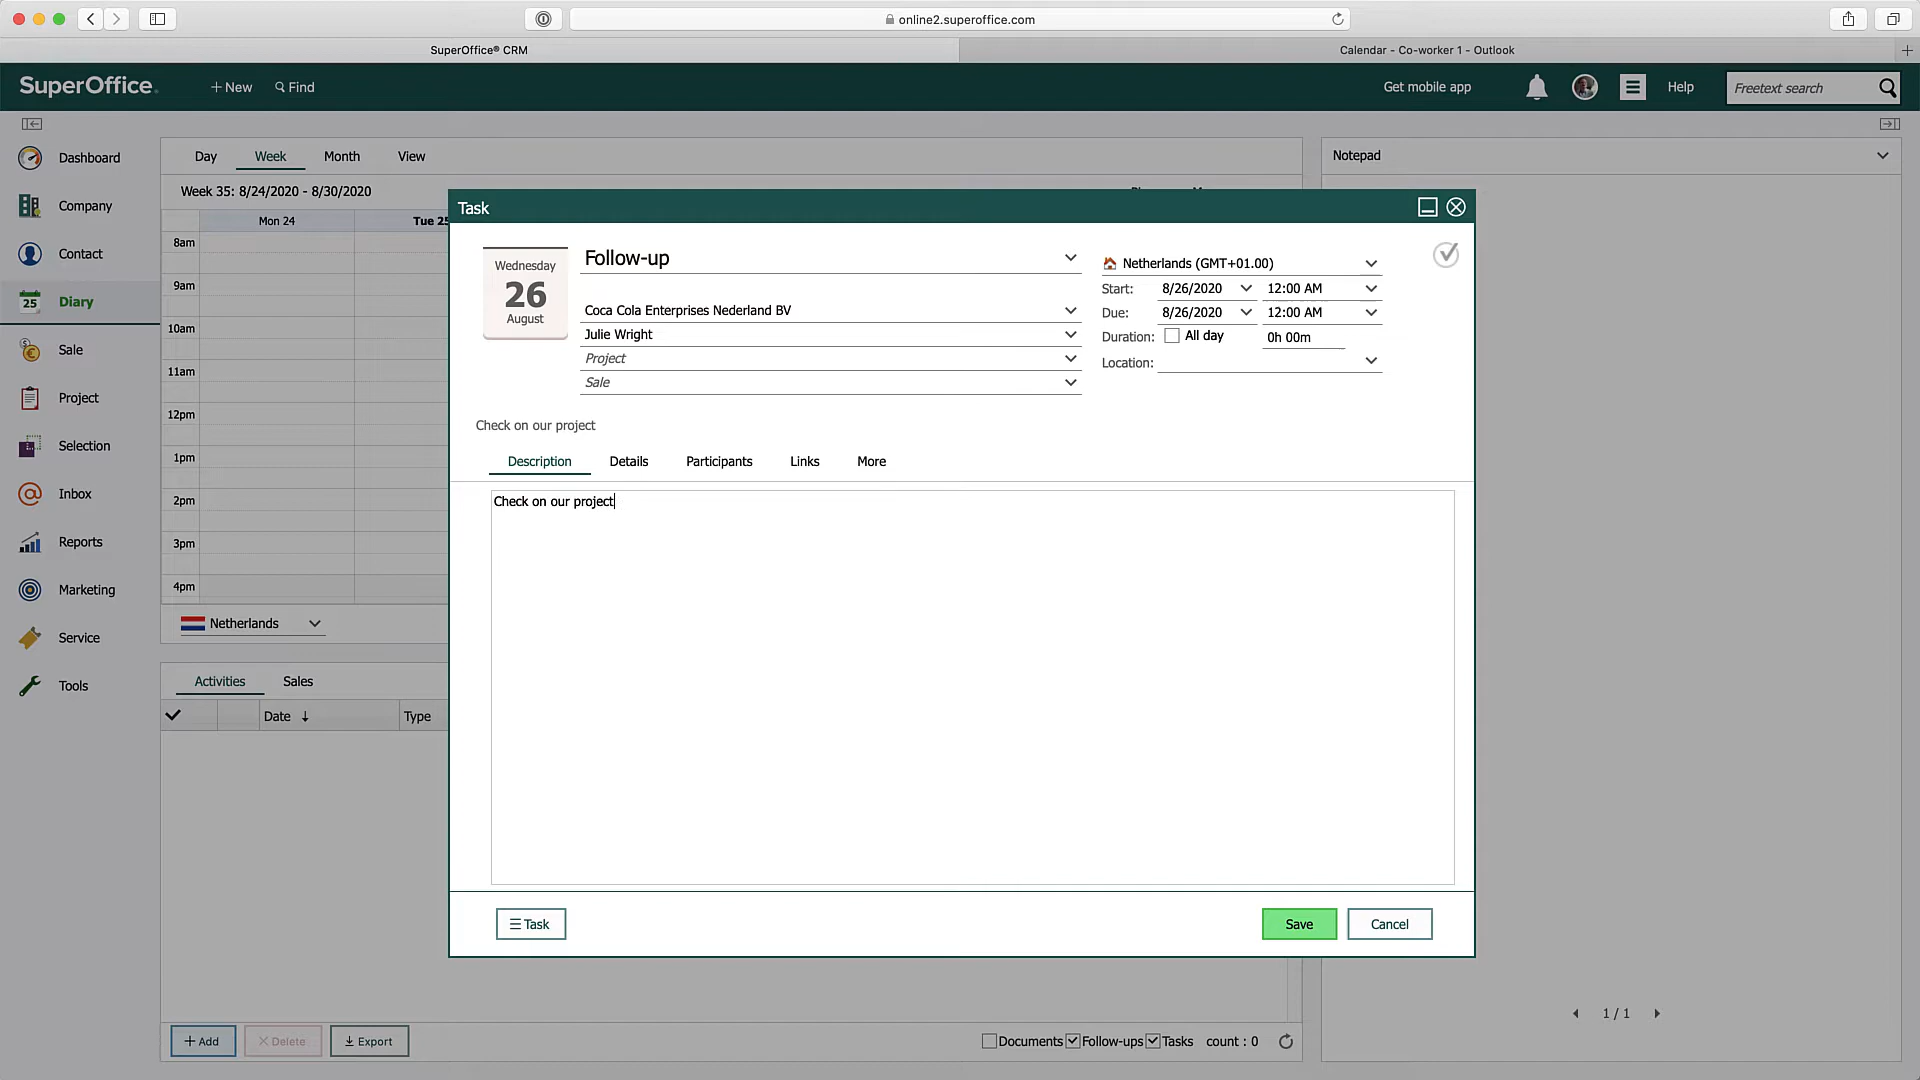 online2.superoffice.com
SuperOffice® CRM
Calendar - Co-worker 1 - Outlook
SuperOffice.
New
Find
Get mobile app
Help
Freetext search
Dashboard
Company
Contact
25
Diary
Sale
Project
Selection
Inbox
Reports
Marketing
Service
Tools
Day
Week
Month
View
Week 35: 8/24/2020 - 8/30/2020
Mon 24
Tue 25
8am
9am
10am
11am
12pm
1pm
2pm
3pm
4pm
Netherlands
Activities
Sales
Date
Type
Notepad
Task
Wednesday
26
August
Follow-up
Coca Cola Enterprises Nederland BV
Julie Wright
Project
Sale
Netherlands (GMT+01.00)
Start: 8/26/2020 12:00 AM
Due: 8/26/2020 12:00 AM
Duration: All day 0h 00m
Location:
Check on our project
Description
Details
Participants
Links
More
Check on our project
Task
Save
Cancel
Add
Delete
Export
Documents
Follow-ups
Tasks
count : 0
1 / 1